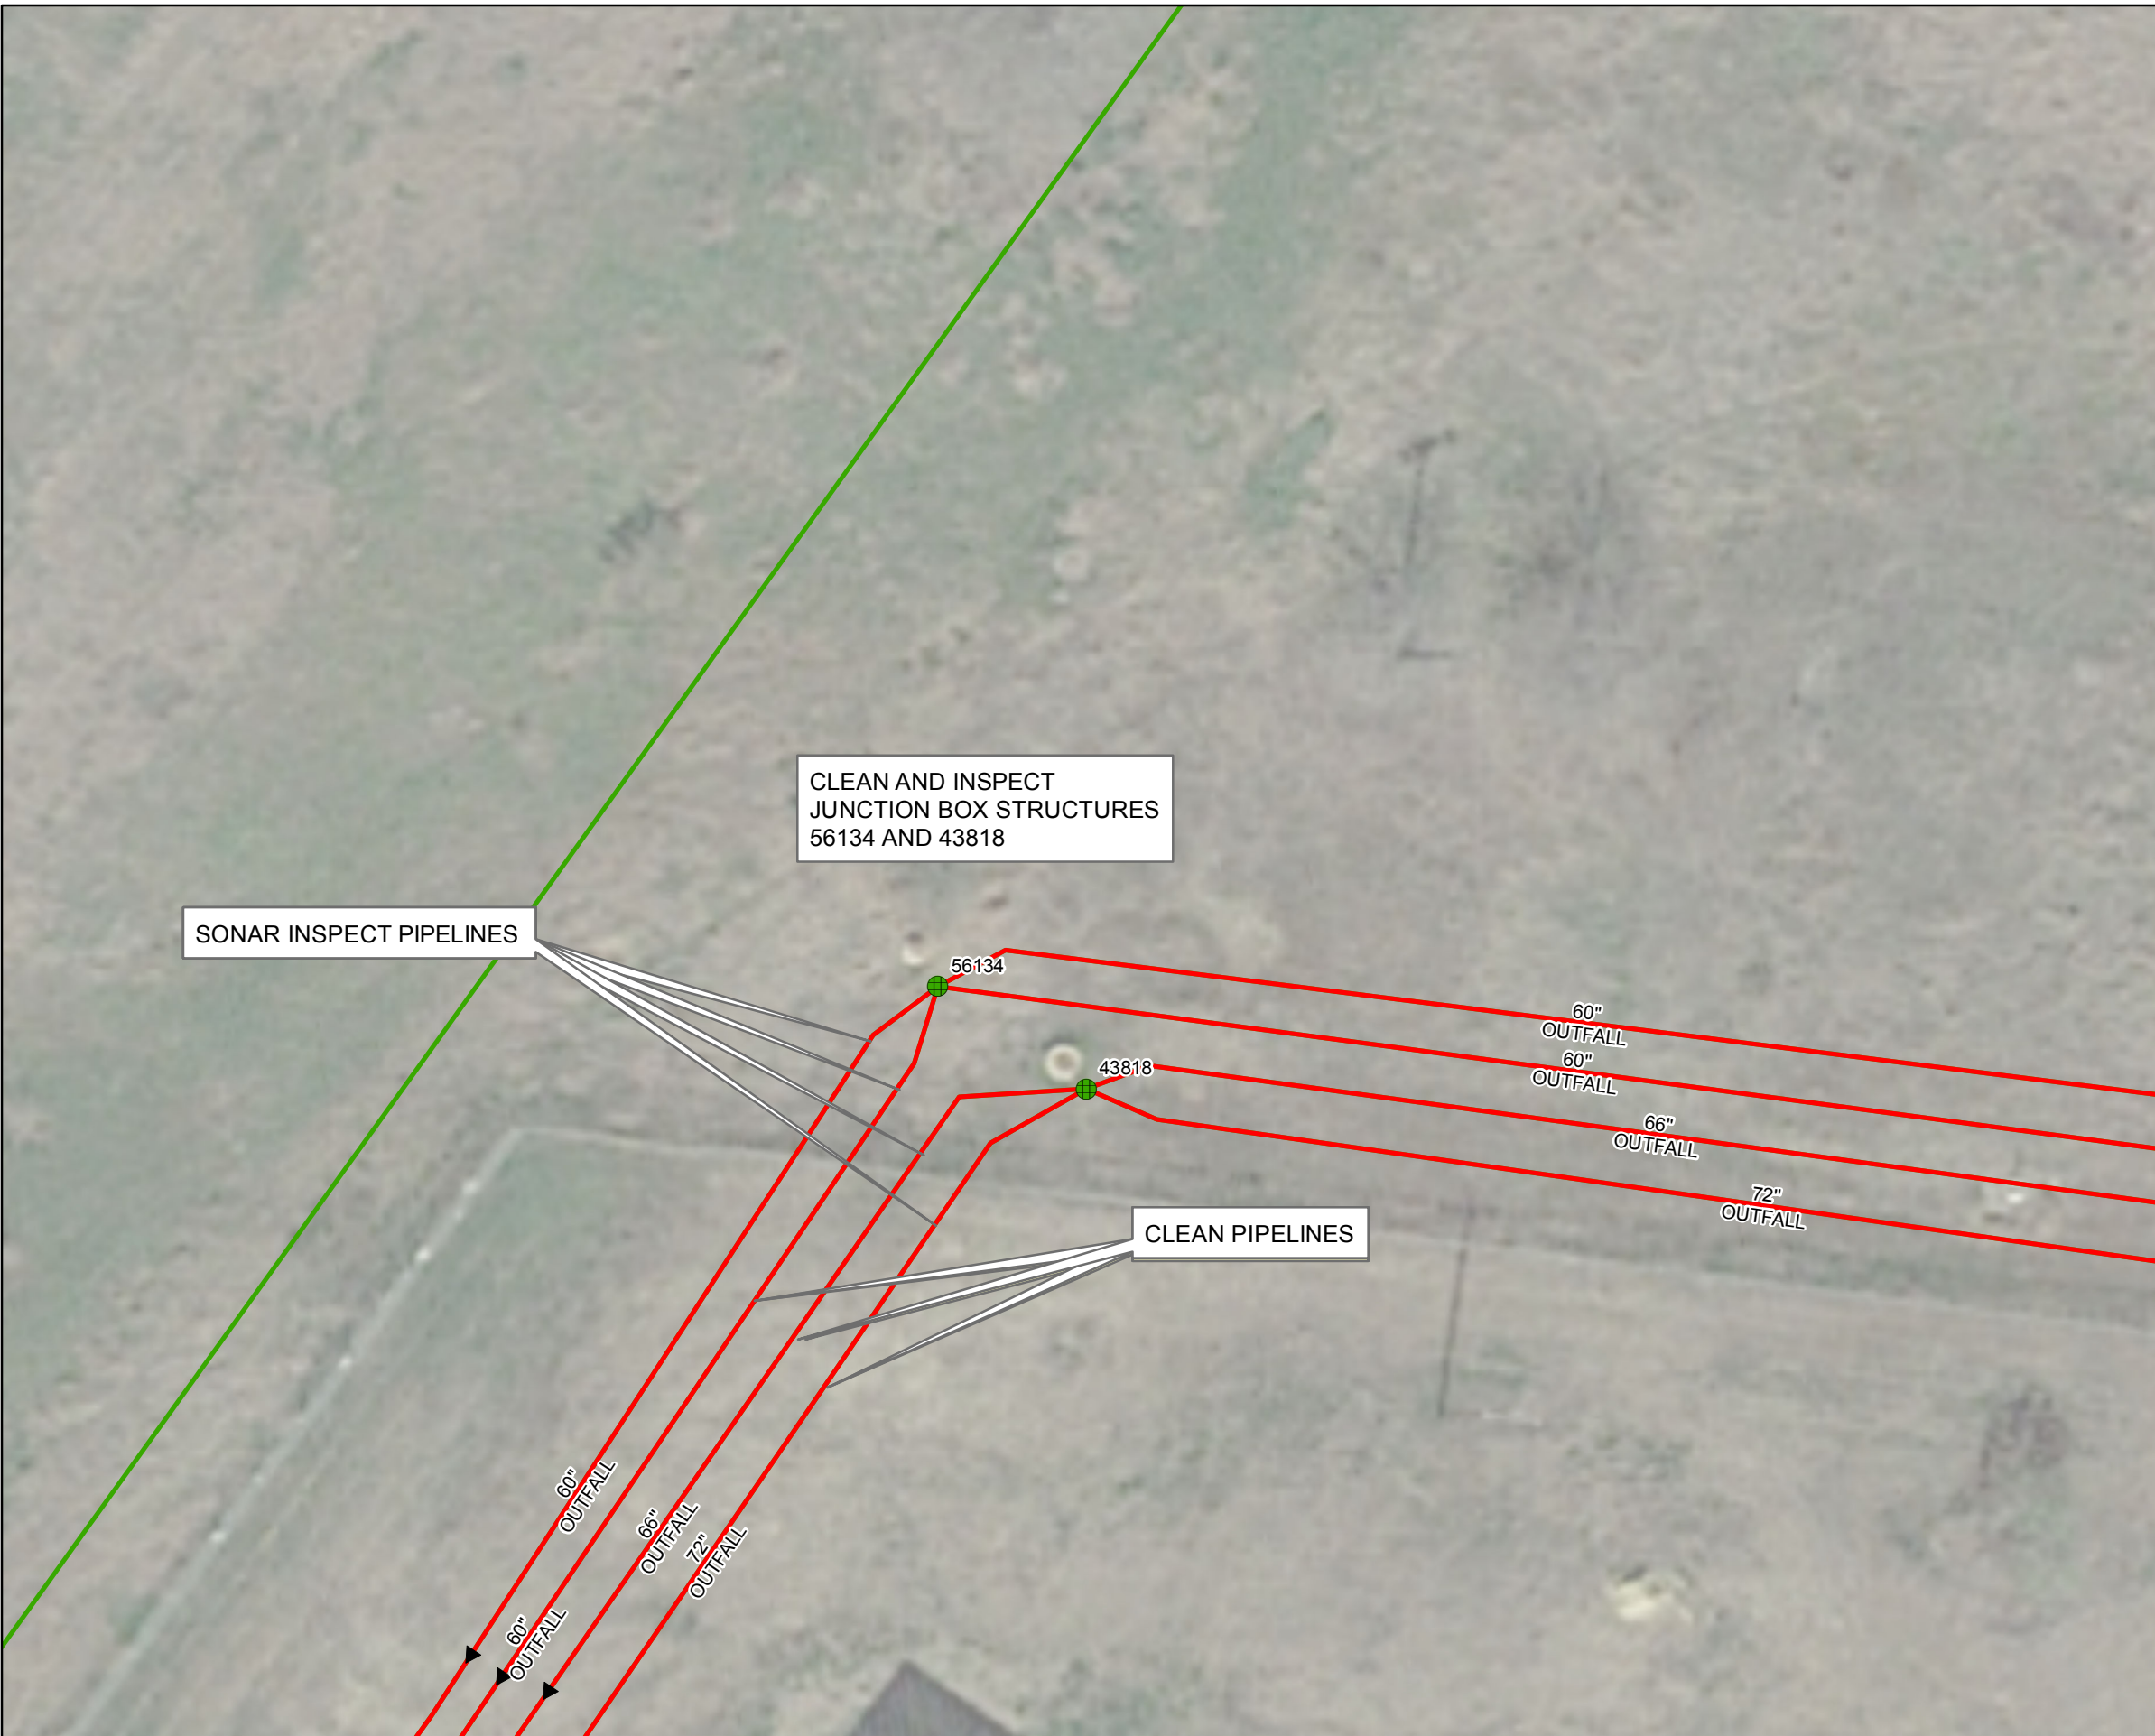 CLEAN AND INSPECT
JUNCTION BOX STRUCTURES
56134 AND 43818
SONAR INSPECT PIPELINES
56134
60"
OUTFALL
60"
OUTFALL
43818
66"
OUTFALL
72"
OUTFALL
CLEAN PIPELINES
60"
OUTFALL
66"
OUTFALL
72"
OUTFALL
60"
OUTFALL